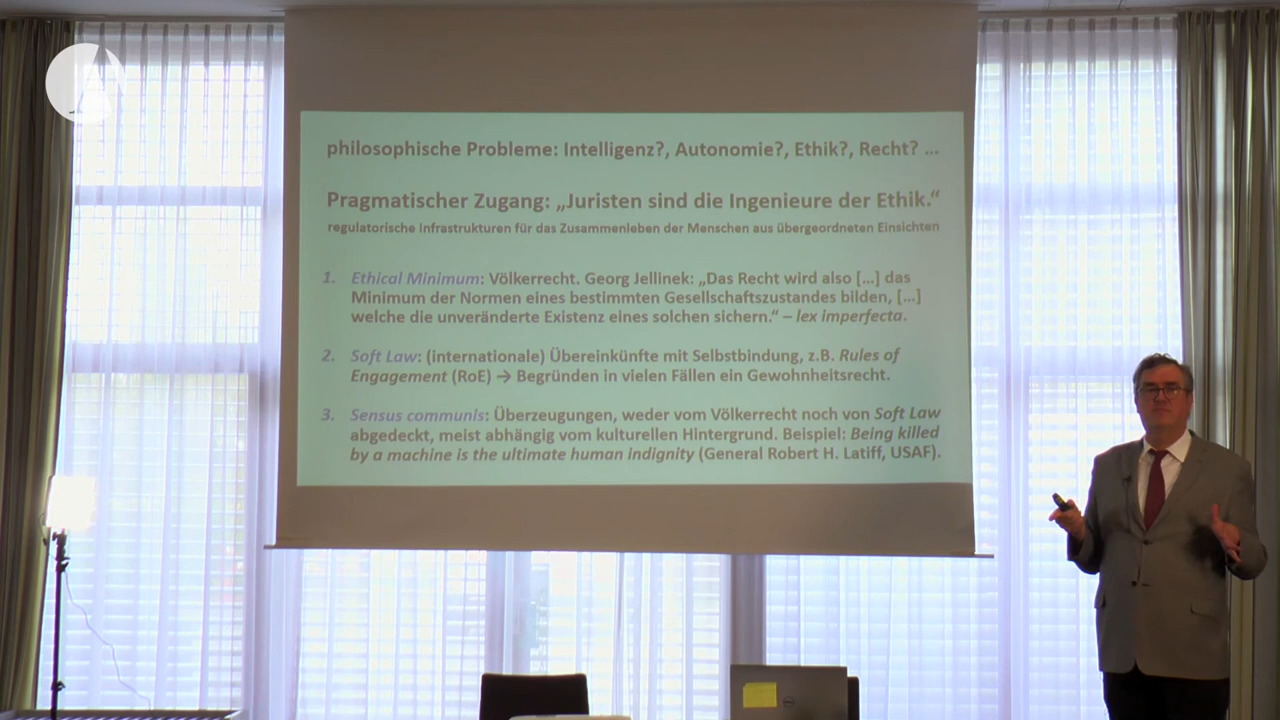 philosophische Probleme: Intelligenz?, Autonomie?, Ethik?, Recht? ...
Pragmatischer Zugang: „Juristen sind die Ingenieure der Ethik.“
regulatorische Infrastrukturen für das Zusammenleben der Menschen aus übergeordneten Einsichten
1. Ethical Minimum: Völkerrecht. Georg Jellinek: „Das Recht wird also [...] das
Minimum der Normen eines bestimmten Gesellschaftszustandes bilden, [...]
welche die unveränderte Existenz eines solchen sichern.“ – lex imperfecta.
2. Soft Law: (internationale) Übereinkünfte mit Selbstbindung, z.B. Rules of
Engagement (RoE) → Begründen in vielen Fällen ein Gewohnheitsrecht.
3. Sensus communis: Überzeugungen, weder vom Völkerrecht noch von Soft Law
abgedeckt, meist abhängig vom kulturellen Hintergrund. Beispiel: Being killed
by a machine is the ultimate human indignity (General Robert H. Latiff, USAF).
DELL